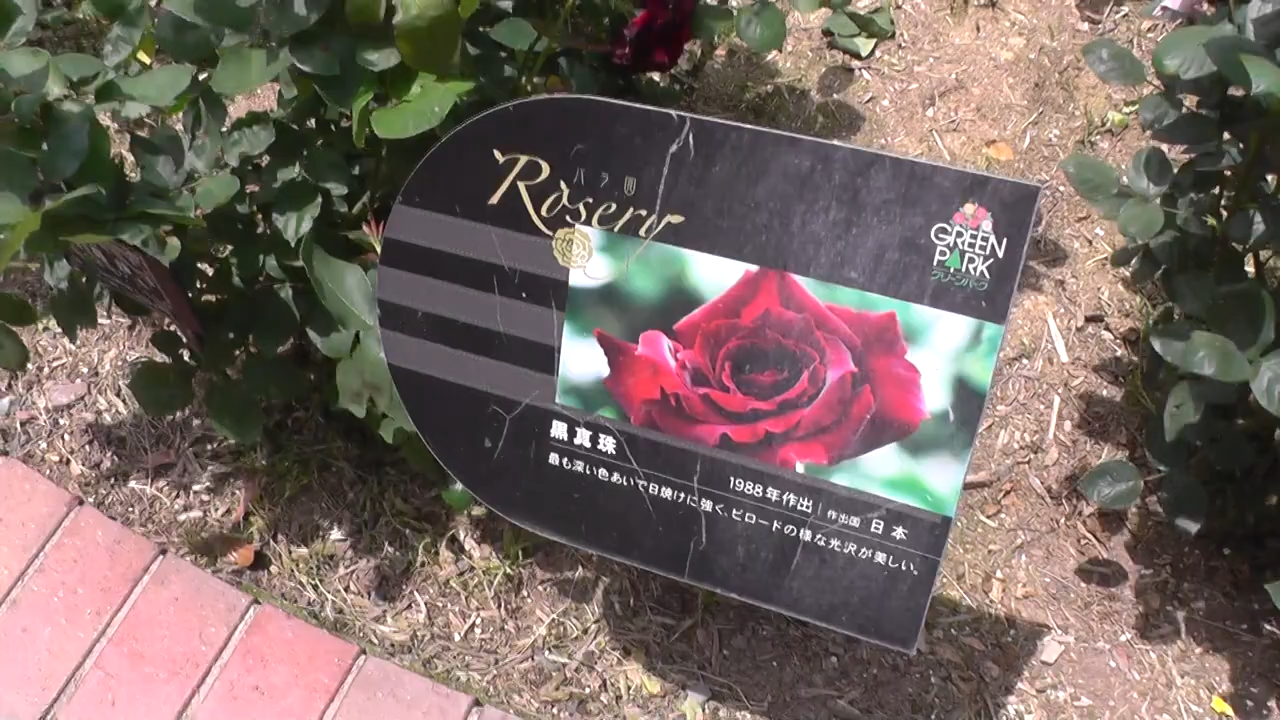 バラ園
Rosery
GREEN
PARK
グリーンパーク
黒真珠
1988年作出 | 作出国 日本
最も深い色あいで日焼けに強く、ビロードの様な光沢が美しい。